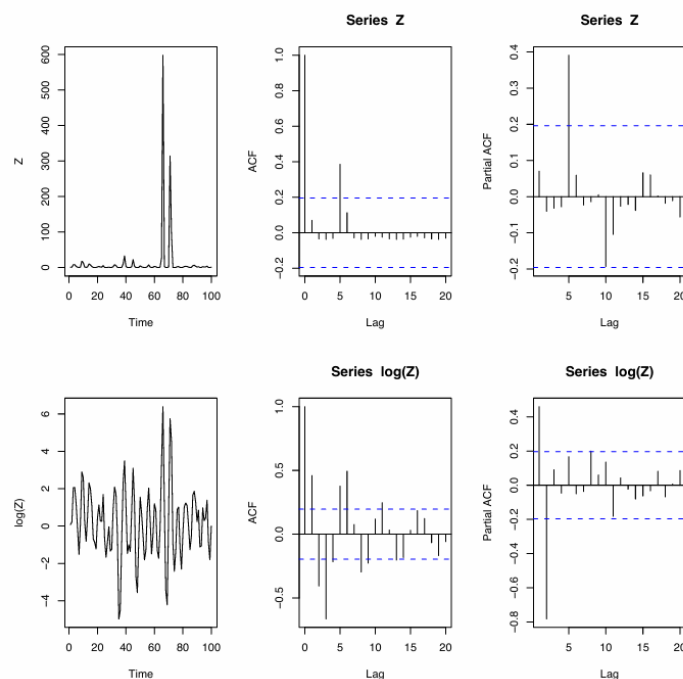 Series Z
Series Z
Z
0
100
200
300
400
500
600
0 20 40 60 80 100
Time
ACF
−0.2
0.0
0.2
0.4
0.6
0.8
1.0
0 5 10 15 20
Lag
Partial ACF
−0.2
−0.1
0.0
0.1
0.2
0.3
0.4
5 10 15 20
Lag
Series log(Z)
Series log(Z)
log(Z)
−4
−2
0
2
4
6
0 20 40 60 80 100
Time
ACF
−0.5
0.0
0.5
1.0
0 5 10 15 20
Lag
Partial ACF
−0.8
−0.6
−0.4
−0.2
0.0
0.2
0.4
5 10 15 20
Lag